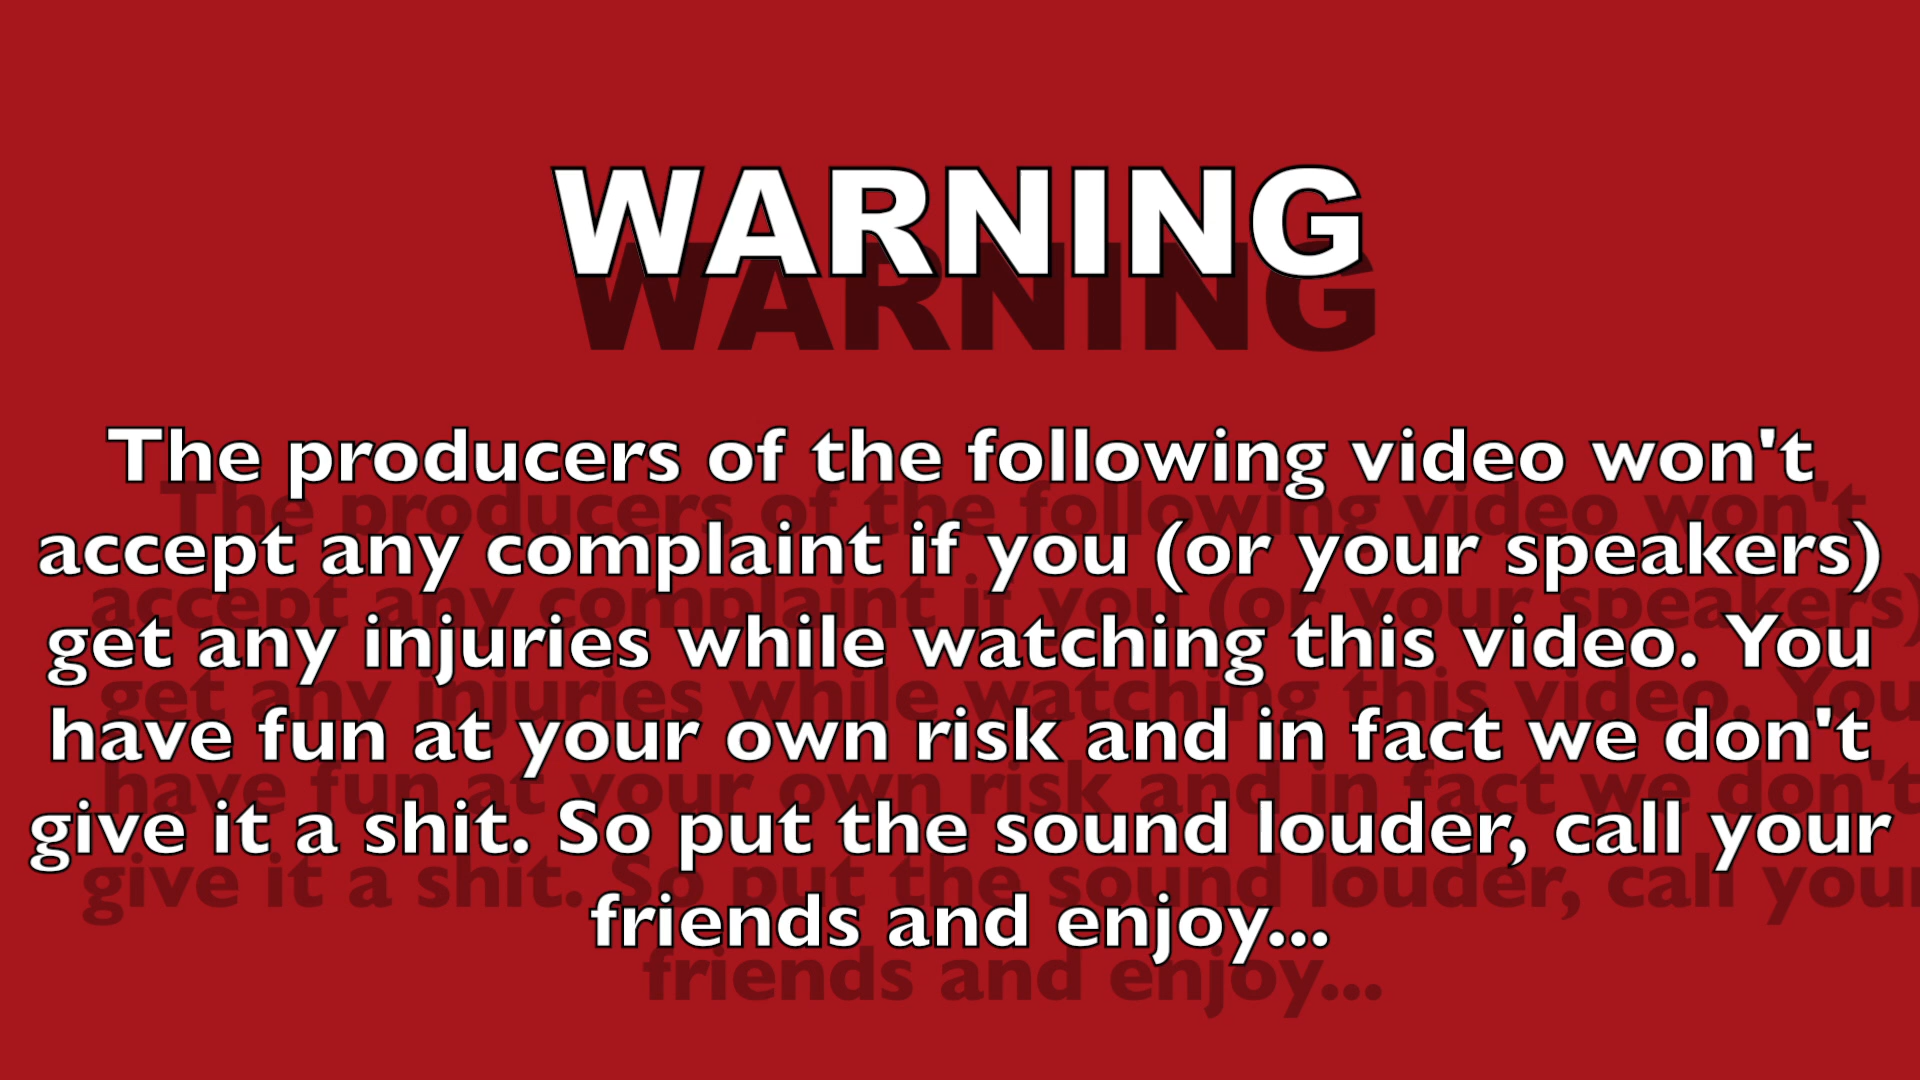 WARNING
The producers of the following video won't
accept any complaint if you (or your speakers)
get any injuries while watching this video. You
have fun at your own risk and in fact we don't
give it a shit. So put the sound louder, call your
friends and enjoy...